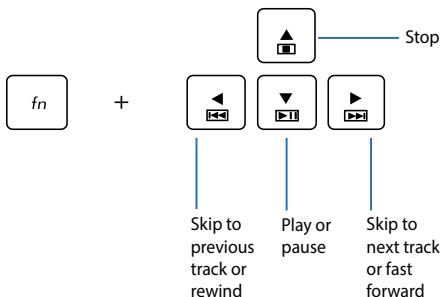 Stop
fn
+
Skip to
previous
track or
rewind
Play or
pause
Skip to
next track
or fast
forward